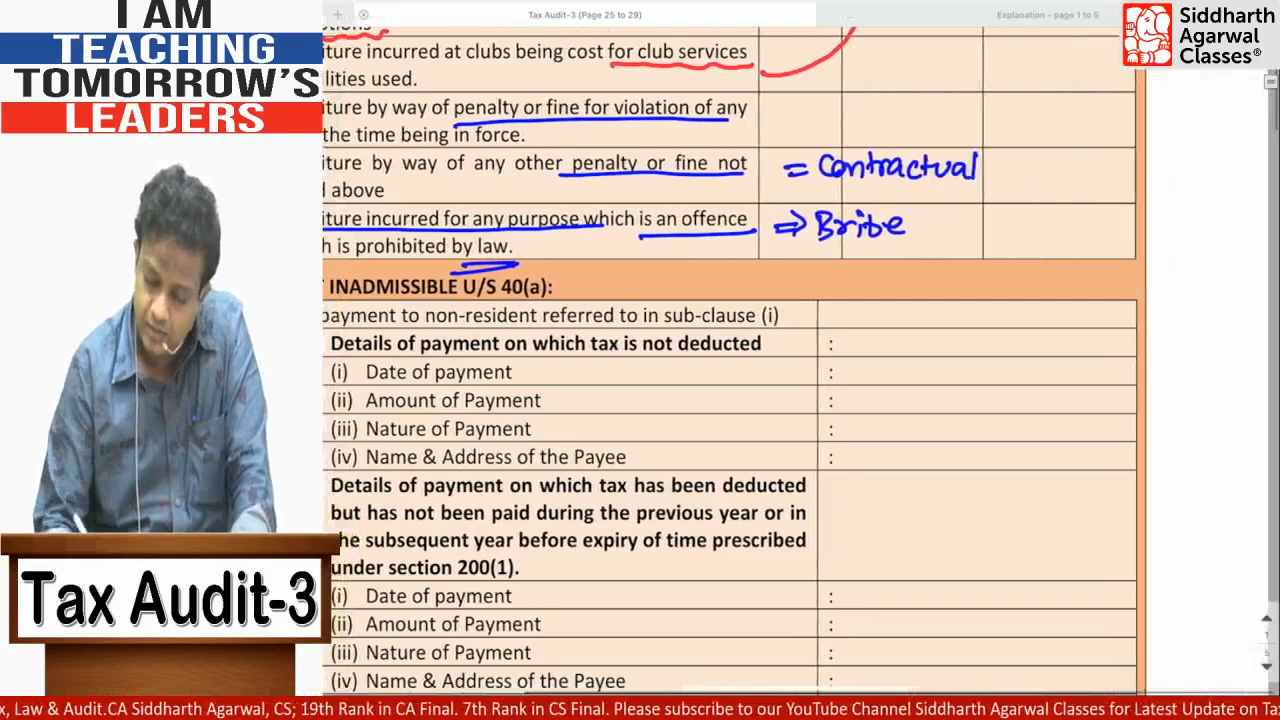 I AM
TEACHING
TOMORROW'S
LEADERS
Tax Audit-3 (Page 25 to 29)
Explanation - page 1 to 5
Siddharth
Agarwal
Classes®
iture incurred at clubs being cost for club services
ilities used.
iture by way of penalty or fine for violation of any
the time being in force.
iture by way of any other penalty or fine not
d above
= Contractual
iture incurred for any purpose which is an offence
h is prohibited by law.
⇒ Bribe
INADMISSIBLE U/S 40(a):
payment to non-resident referred to in sub-clause (i)
Details of payment on which tax is not deducted :
(i) Date of payment :
(ii) Amount of Payment :
(iii) Nature of Payment :
(iv) Name & Address of the Payee :
Details of payment on which tax has been deducted
but has not been paid during the previous year or in
the subsequent year before expiry of time prescribed
under section 200(1).
(i) Date of payment :
(ii) Amount of Payment :
(iii) Nature of Payment :
(iv) Name & Address of the Payee :
Tax Audit-3
x, Law & Audit.CA Siddharth Agarwal, CS; 19th Rank in CA Final. 7th Rank in CS Final. Please subscribe to our YouTube Channel Siddharth Agarwal Classes for Latest Update on Ta